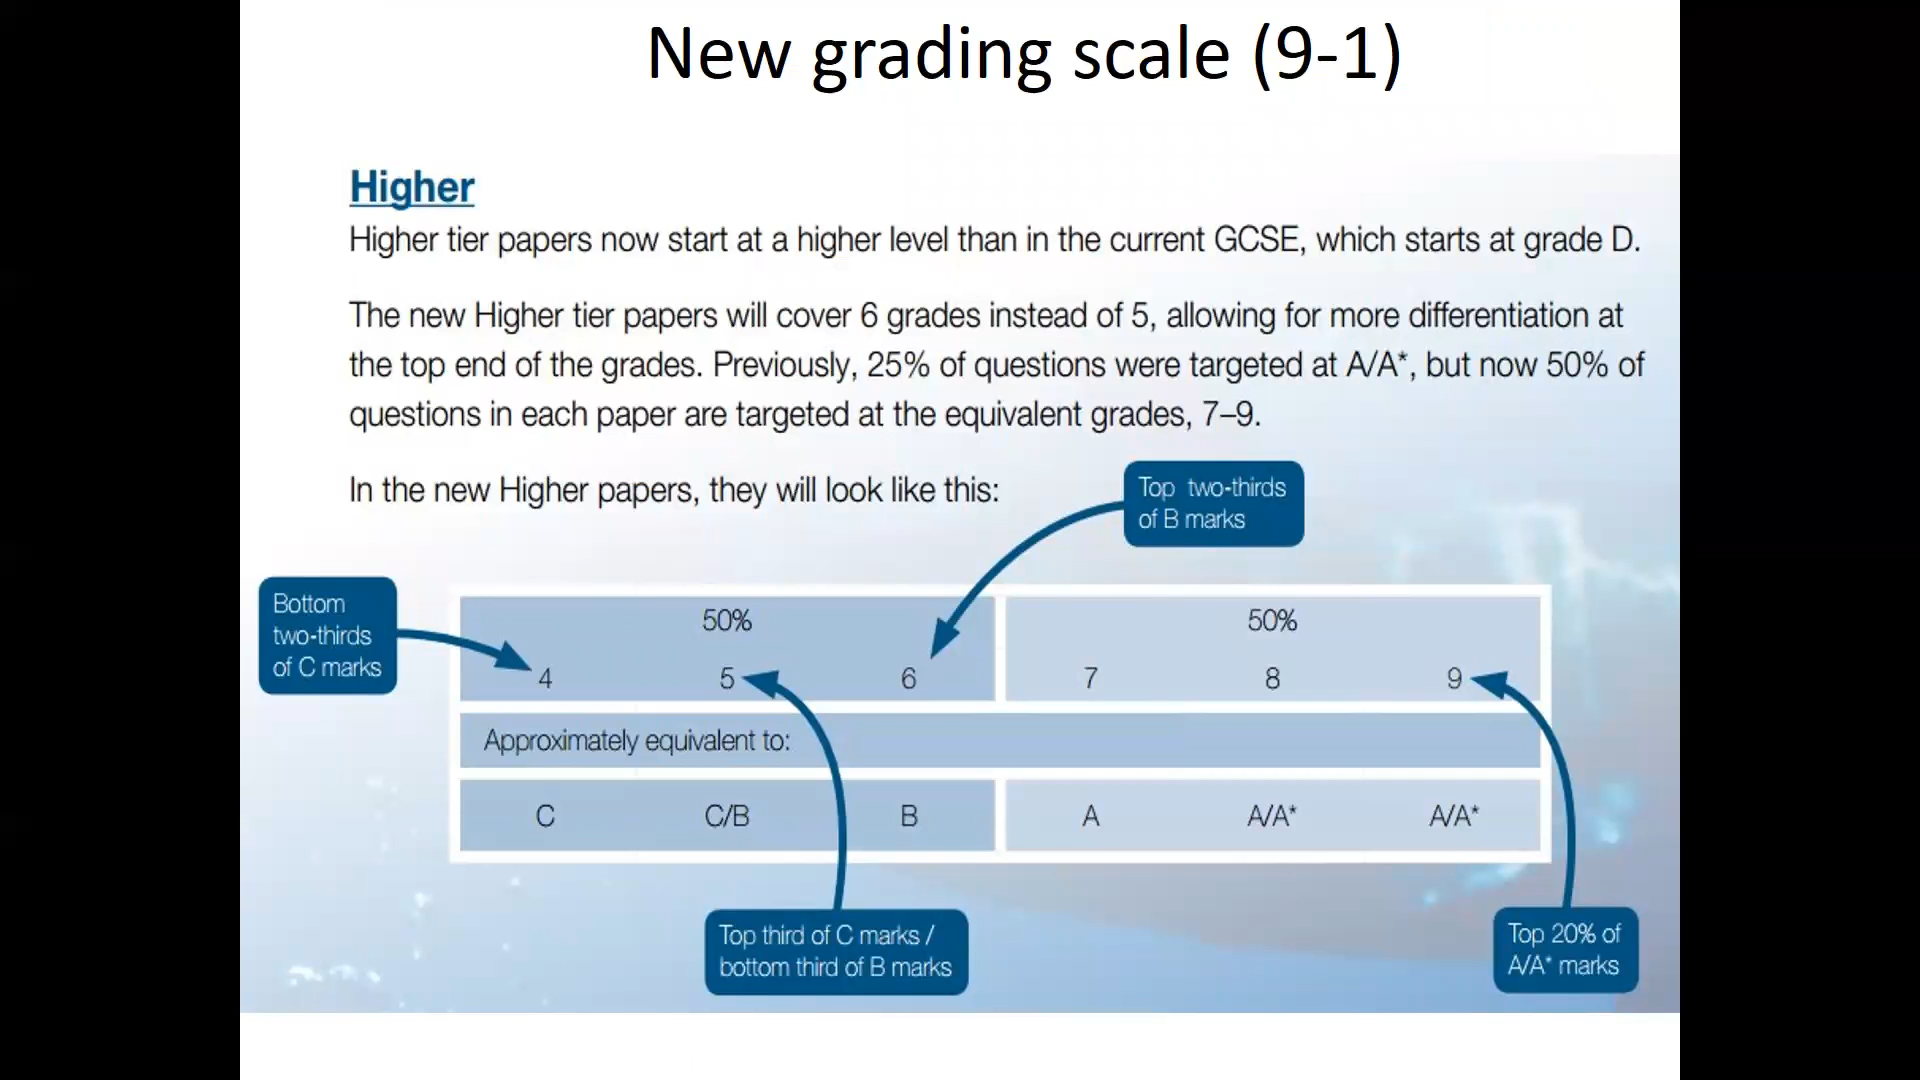 New grading scale (9-1)
Higher
Higher tier papers now start at a higher level than in the current GCSE, which starts at grade D.
The new Higher tier papers will cover 6 grades instead of 5, allowing for more differentiation at
the top end of the grades. Previously, 25% of questions were targeted at A/A*, but now 50% of
questions in each paper are targeted at the equivalent grades, 7–9.
In the new Higher papers, they will look like this:
Top two-thirds
of B marks
Bottom
two-thirds
of C marks
50% 50%
4 5 6 7 8 9
Approximately equivalent to:
C C/B B A A/A* A/A*
Top third of C marks /
bottom third of B marks
Top 20% of
A/A* marks